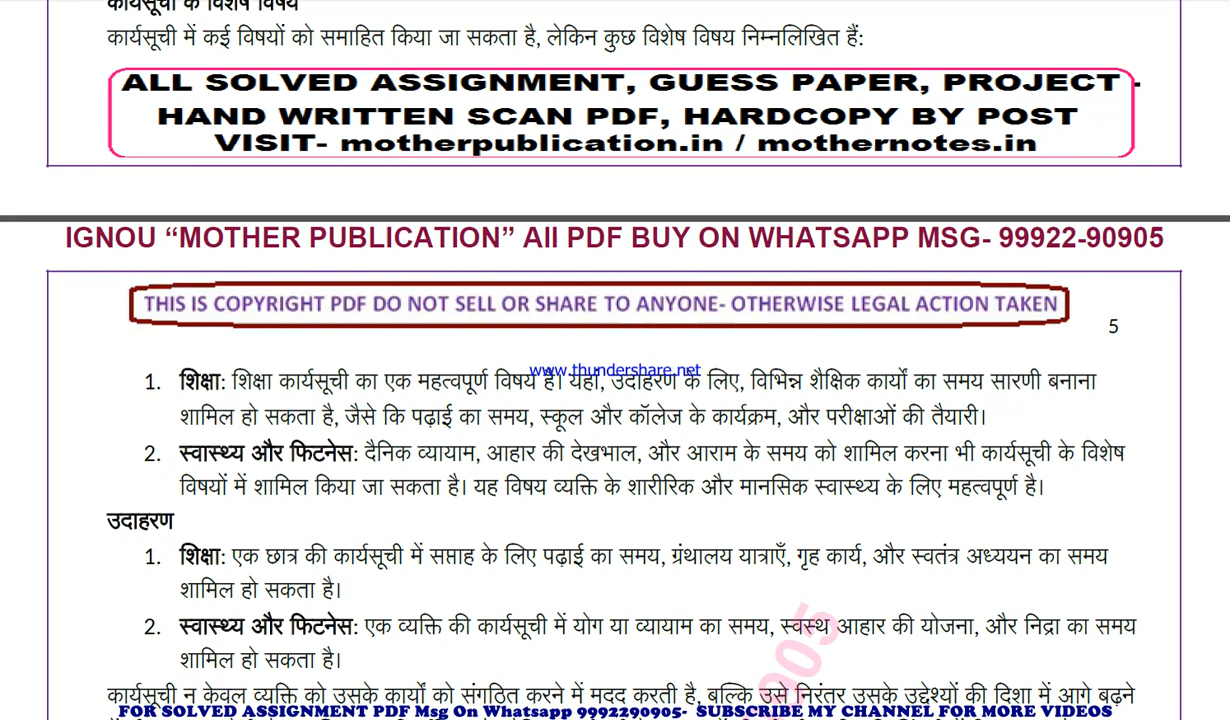 कार्यसूची के विशेष विषय
कार्यसूची में कई विषयों को समाहित किया जा सकता है, लेकिन कुछ विशेष विषय निम्नलिखित हैं:
ALL SOLVED ASSIGNMENT, GUESS PAPER, PROJECT -
HAND WRITTEN SCAN PDF, HARDCOPY BY POST
VISIT- motherpublication.in / mothernotes.in
IGNOU “MOTHER PUBLICATION” All PDF BUY ON WHATSAPP MSG- 99922-90905
THIS IS COPYRIGHT PDF DO NOT SELL OR SHARE TO ANYONE- OTHERWISE LEGAL ACTION TAKEN
5
www.thundershare.net
1. शिक्षा: शिक्षा कार्यसूची का एक महत्वपूर्ण विषय है। यहाँ, उदाहरण के लिए, विभिन्न शैक्षिक कार्यों का समय सारणी बनाना
शामिल हो सकता है, जैसे कि पढ़ाई का समय, स्कूल और कॉलेज के कार्यक्रम, और परीक्षाओं की तैयारी।
2. स्वास्थ्य और फिटनेस: दैनिक व्यायाम, आहार की देखभाल, और आराम के समय को शामिल करना भी कार्यसूची के विशेष
विषयों में शामिल किया जा सकता है। यह विषय व्यक्ति के शारीरिक और मानसिक स्वास्थ्य के लिए महत्वपूर्ण है।
उदाहरण
1. शिक्षा: एक छात्र की कार्यसूची में सप्ताह के लिए पढ़ाई का समय, ग्रंथालय यात्राएँ, गृह कार्य, और स्वतंत्र अध्ययन का समय
शामिल हो सकता है।
2. स्वास्थ्य और फिटनेस: एक व्यक्ति की कार्यसूची में योग या व्यायाम का समय, स्वस्थ आहार की योजना, और निद्रा का समय
शामिल हो सकता है।
905
कार्यसूची न केवल व्यक्ति को उसके कार्यों को संगठित करने में मदद करती है, बल्कि उसे निरंतर उसके उद्देश्यों की दिशा में आगे बढ़ने
FOR SOLVED ASSIGNMENT PDF Msg On Whatsapp 9992290905- SUBSCRIBE MY CHANNEL FOR MORE VIDEOS